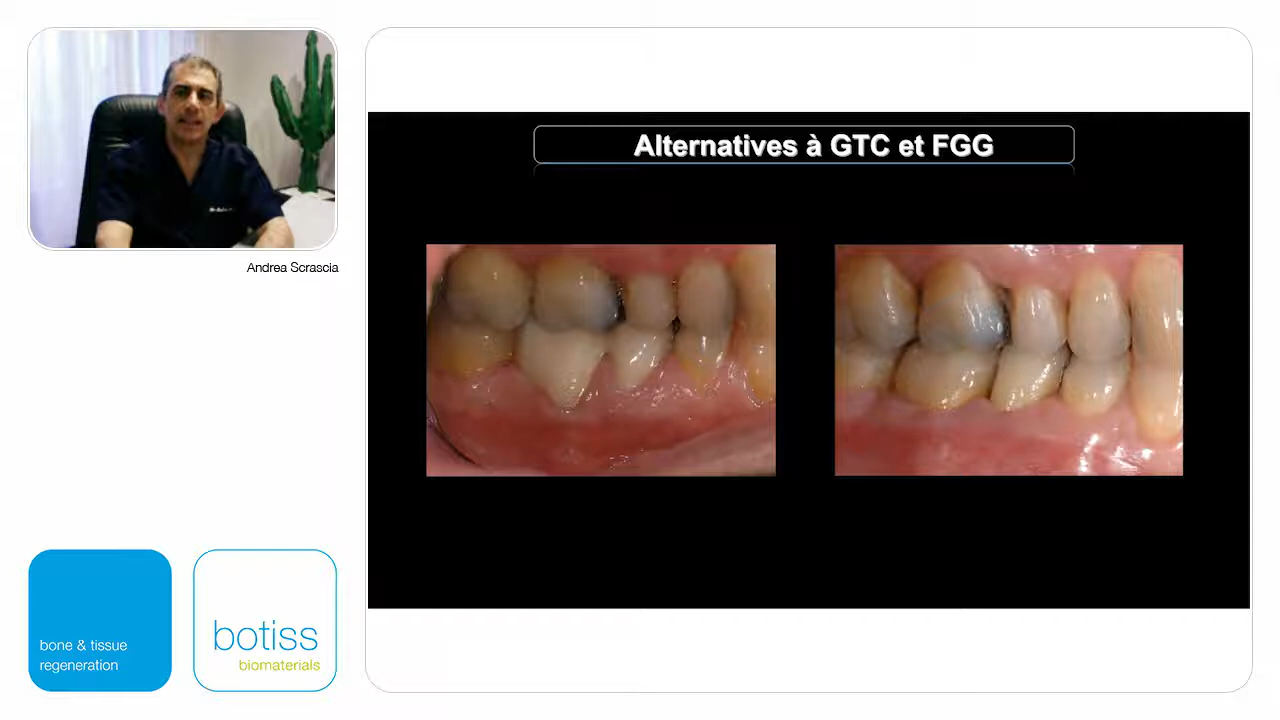 Alternatives à GTC et FGG
Andrea Scrascia
bone & tissue
regeneration
botiss
biomaterials